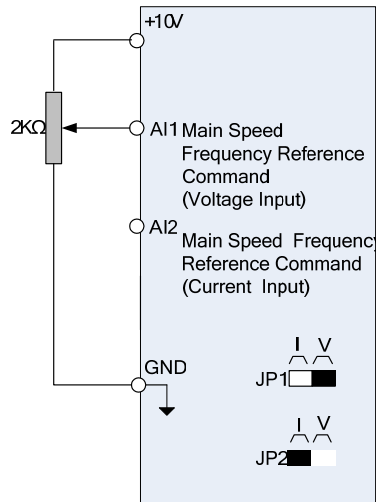 +10V
2KΩ
AI1 Main Speed
Frequency Reference
Command
(Voltage Input)
AI2
Main Speed Frequency
Reference Command
(Current Input)
GND
I V
JP1
I V
JP2